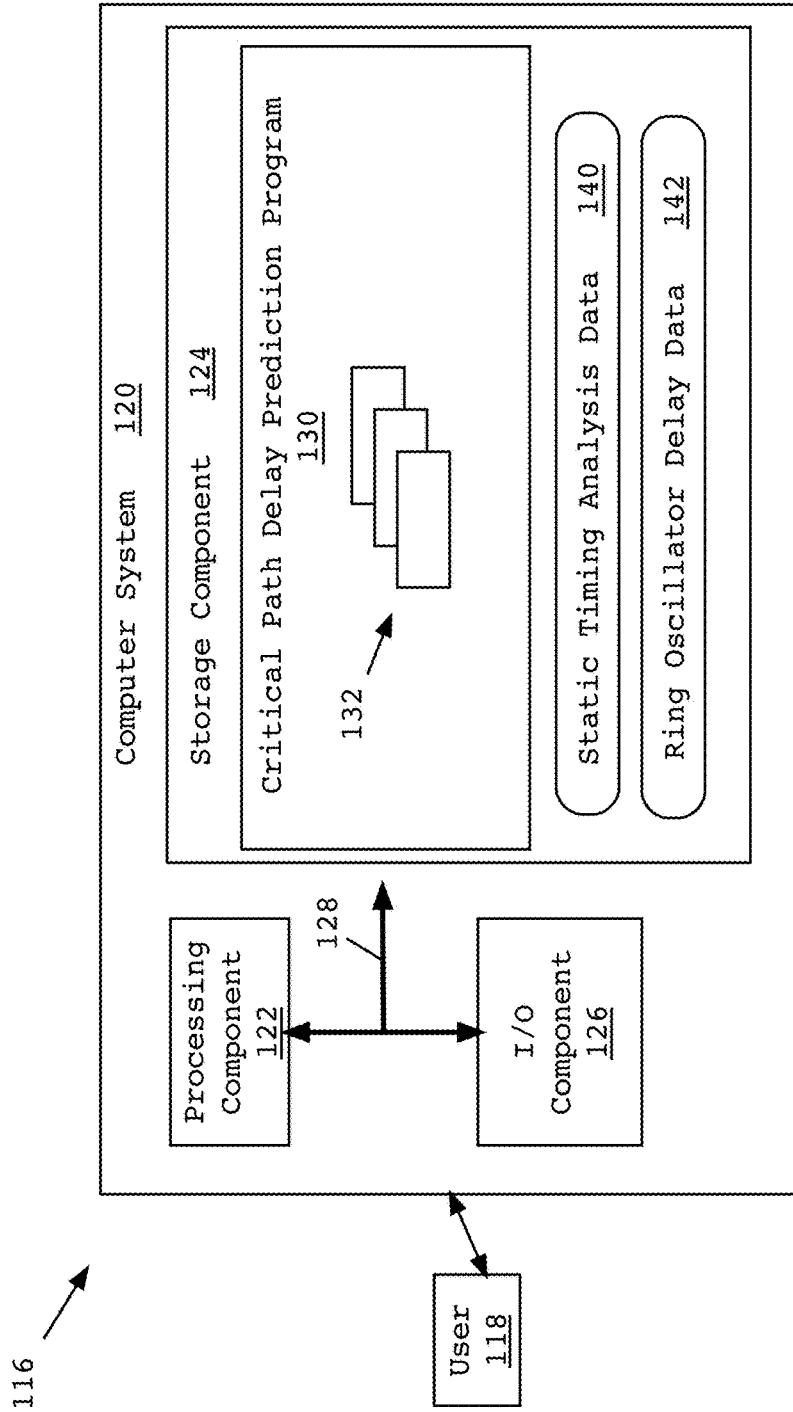 116
User
118
Computer System 120
Processing
Component
122
128
I/O
Component
126
Storage Component 124
Critical Path Delay Prediction Program
130
132
Static Timing Analysis Data 140
Ring Oscillator Delay Data 142